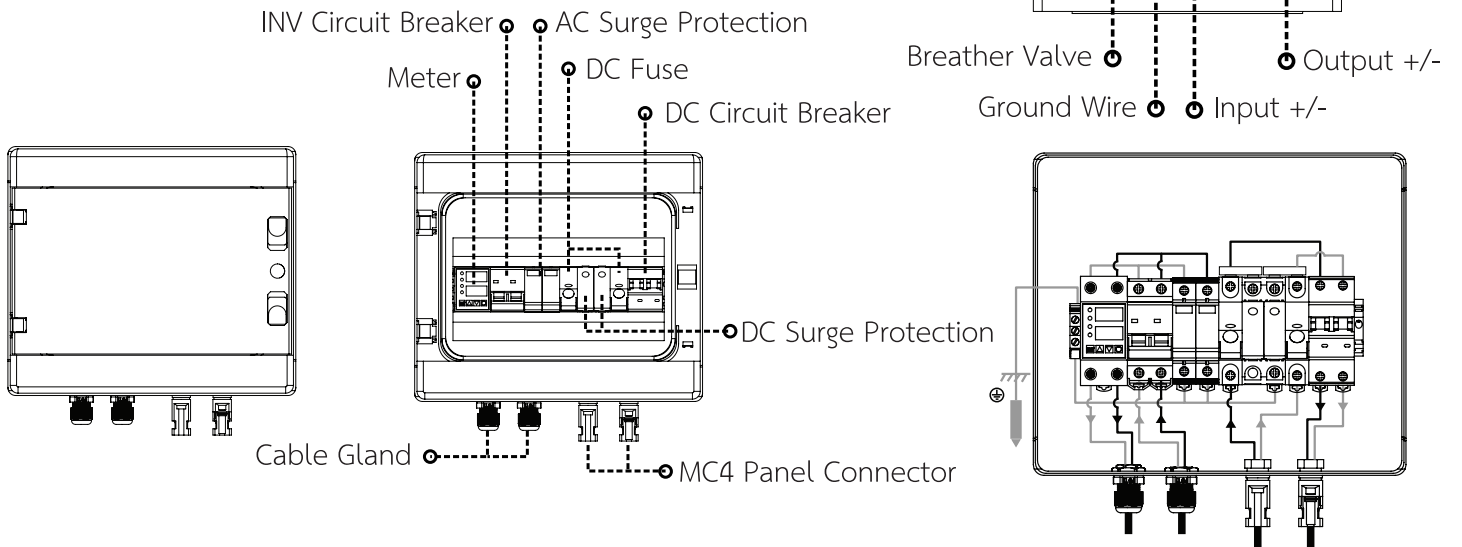 INV Circuit Breaker
AC Surge Protection
Meter
DC Fuse
DC Circuit Breaker
DC Surge Protection
Cable Gland
MC4 Panel Connector
Breather Valve
Output +/-
Ground Wire
Input +/-